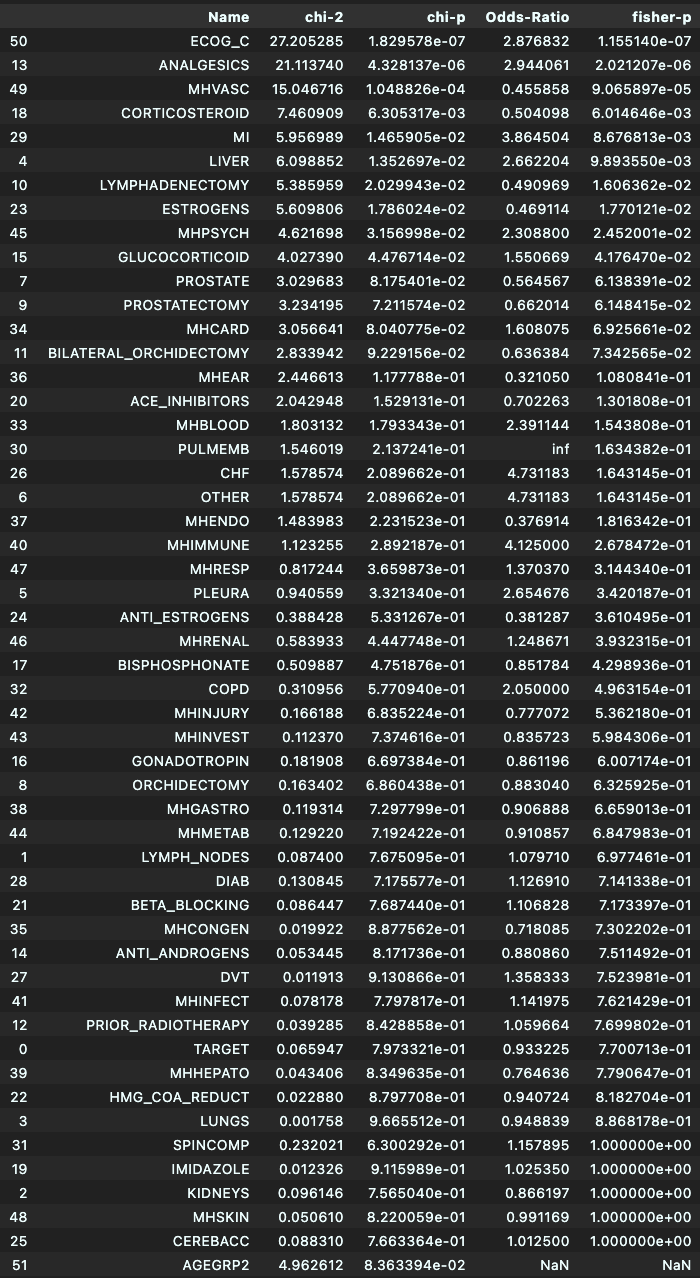 Name chi-2 chi-p Odds-Ratio fisher-p
50 ECOG_C 27.205285 1.829578e-07 2.876832 1.155140e-07
13 ANALGESICS 21.113740 4.328137e-06 2.944061 2.021207e-06
49 MHVASC 15.046716 1.048826e-04 0.455858 9.065897e-05
18 CORTICOSTEROID 7.460909 6.305317e-03 0.504098 6.014646e-03
29 MI 5.956989 1.465905e-02 3.864504 8.676813e-03
4 LIVER 6.098852 1.352697e-02 2.662204 9.893550e-03
10 LYMPHADENECTOMY 5.385959 2.029943e-02 0.490969 1.606362e-02
23 ESTROGENS 5.609806 1.786024e-02 0.469114 1.770121e-02
45 MHPSYCH 4.621698 3.156998e-02 2.308800 2.452001e-02
15 GLUCOCORTICOID 4.027390 4.476714e-02 1.550669 4.176470e-02
7 PROSTATE 3.029683 8.175401e-02 0.564567 6.138391e-02
9 PROSTATECTOMY 3.234195 7.211574e-02 0.662014 6.148415e-02
34 MHCARD 3.056641 8.040775e-02 1.608075 6.925661e-02
11 BILATERAL_ORCHIDECTOMY 2.833942 9.229156e-02 0.636384 7.342565e-02
36 MHEAR 2.446613 1.177788e-01 0.321050 1.080841e-01
20 ACE_INHIBITORS 2.042948 1.529131e-01 0.702263 1.301808e-01
33 MHBLOOD 1.803132 1.793343e-01 2.391144 1.543808e-01
30 PULMEMB 1.546019 2.137241e-01 inf 1.634382e-01
26 CHF 1.578574 2.089662e-01 4.731183 1.643145e-01
6 OTHER 1.578574 2.089662e-01 4.731183 1.643145e-01
37 MHENDO 1.483983 2.231523e-01 0.376914 1.816342e-01
40 MHIMMUNE 1.123255 2.892187e-01 4.125000 2.678472e-01
47 MHRESP 0.817244 3.659873e-01 1.370370 3.144340e-01
5 PLEURA 0.940559 3.321340e-01 2.654676 3.420187e-01
24 ANTI_ESTROGENS 0.388428 5.331267e-01 0.381287 3.610495e-01
46 MHRENAL 0.583933 4.447748e-01 1.248671 3.932315e-01
17 BISPHOSPHONATE 0.509887 4.751876e-01 0.851784 4.298936e-01
32 COPD 0.310956 5.770940e-01 2.050000 4.963154e-01
42 MHINJURY 0.166188 6.835224e-01 0.777072 5.362180e-01
43 MHINVEST 0.112370 7.374616e-01 0.835723 5.984306e-01
16 GONADOTROPIN 0.181908 6.697384e-01 0.861196 6.007174e-01
8 ORCHIDECTOMY 0.163402 6.860438e-01 0.883040 6.325925e-01
38 MHGASTRO 0.119314 7.297799e-01 0.906888 6.659013e-01
44 MHMETAB 0.129220 7.192422e-01 0.910857 6.847983e-01
1 LYMPH_NODES 0.087400 7.675095e-01 1.079710 6.977461e-01
28 DIAB 0.130845 7.175577e-01 1.126910 7.141338e-01
21 BETA_BLOCKING 0.086447 7.687440e-01 1.106828 7.173397e-01
35 MHCONGEN 0.019922 8.877562e-01 0.718085 7.302202e-01
14 ANTI_ANDROGENS 0.053445 8.171736e-01 0.880860 7.511492e-01
27 DVT 0.011913 9.130866e-01 1.358333 7.523981e-01
41 MHINFECT 0.078178 7.797817e-01 1.141975 7.621429e-01
12 PRIOR_RADIOTHERAPY 0.039285 8.428858e-01 1.059664 7.699802e-01
0 TARGET 0.065947 7.973321e-01 0.933225 7.700713e-01
39 MHHEPATO 0.043406 8.349635e-01 0.764636 7.790647e-01
22 HMG_COA_REDUCT 0.022880 8.797708e-01 0.940724 8.182704e-01
3 LUNGS 0.001758 9.665512e-01 0.948839 8.868178e-01
31 SPINCOMP 0.232021 6.300292e-01 1.157895 1.000000e+00
19 IMIDAZOLE 0.012326 9.115989e-01 1.025350 1.000000e+00
2 KIDNEYS 0.096146 7.565040e-01 0.866197 1.000000e+00
48 MHSKIN 0.050610 8.220059e-01 0.991169 1.000000e+00
25 CEREBACC 0.088310 7.663364e-01 1.012500 1.000000e+00
51 AGEGRP2 4.962612 8.363394e-02 NaN NaN